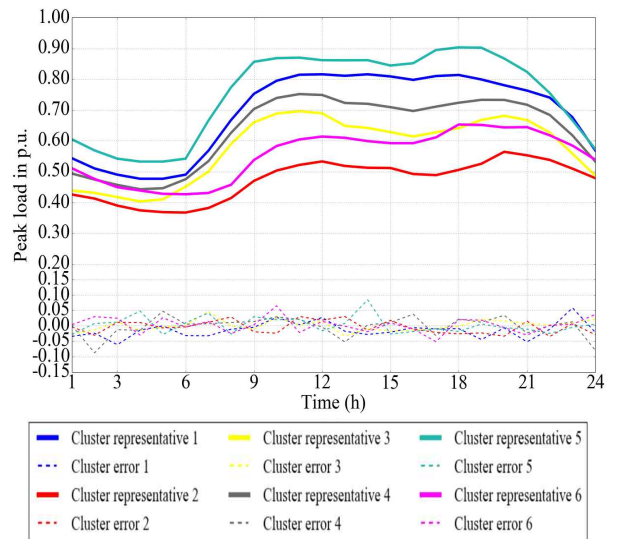 1.00
0.90
0.80
0.70
0.60
0.50
0.40
0.30
0.20
0.15
0.10
0.05
0.00
-0.05
-0.10
-0.15
Peak load in p.u.
1 3 6 9 12 15 18 21 24
Time (h)
Cluster representative 1 Cluster representative 3 Cluster representative 5
Cluster error 1 Cluster error 3 Cluster error 5
Cluster representative 2 Cluster representative 4 Cluster representative 6
Cluster error 2 Cluster error 4 Cluster error 6